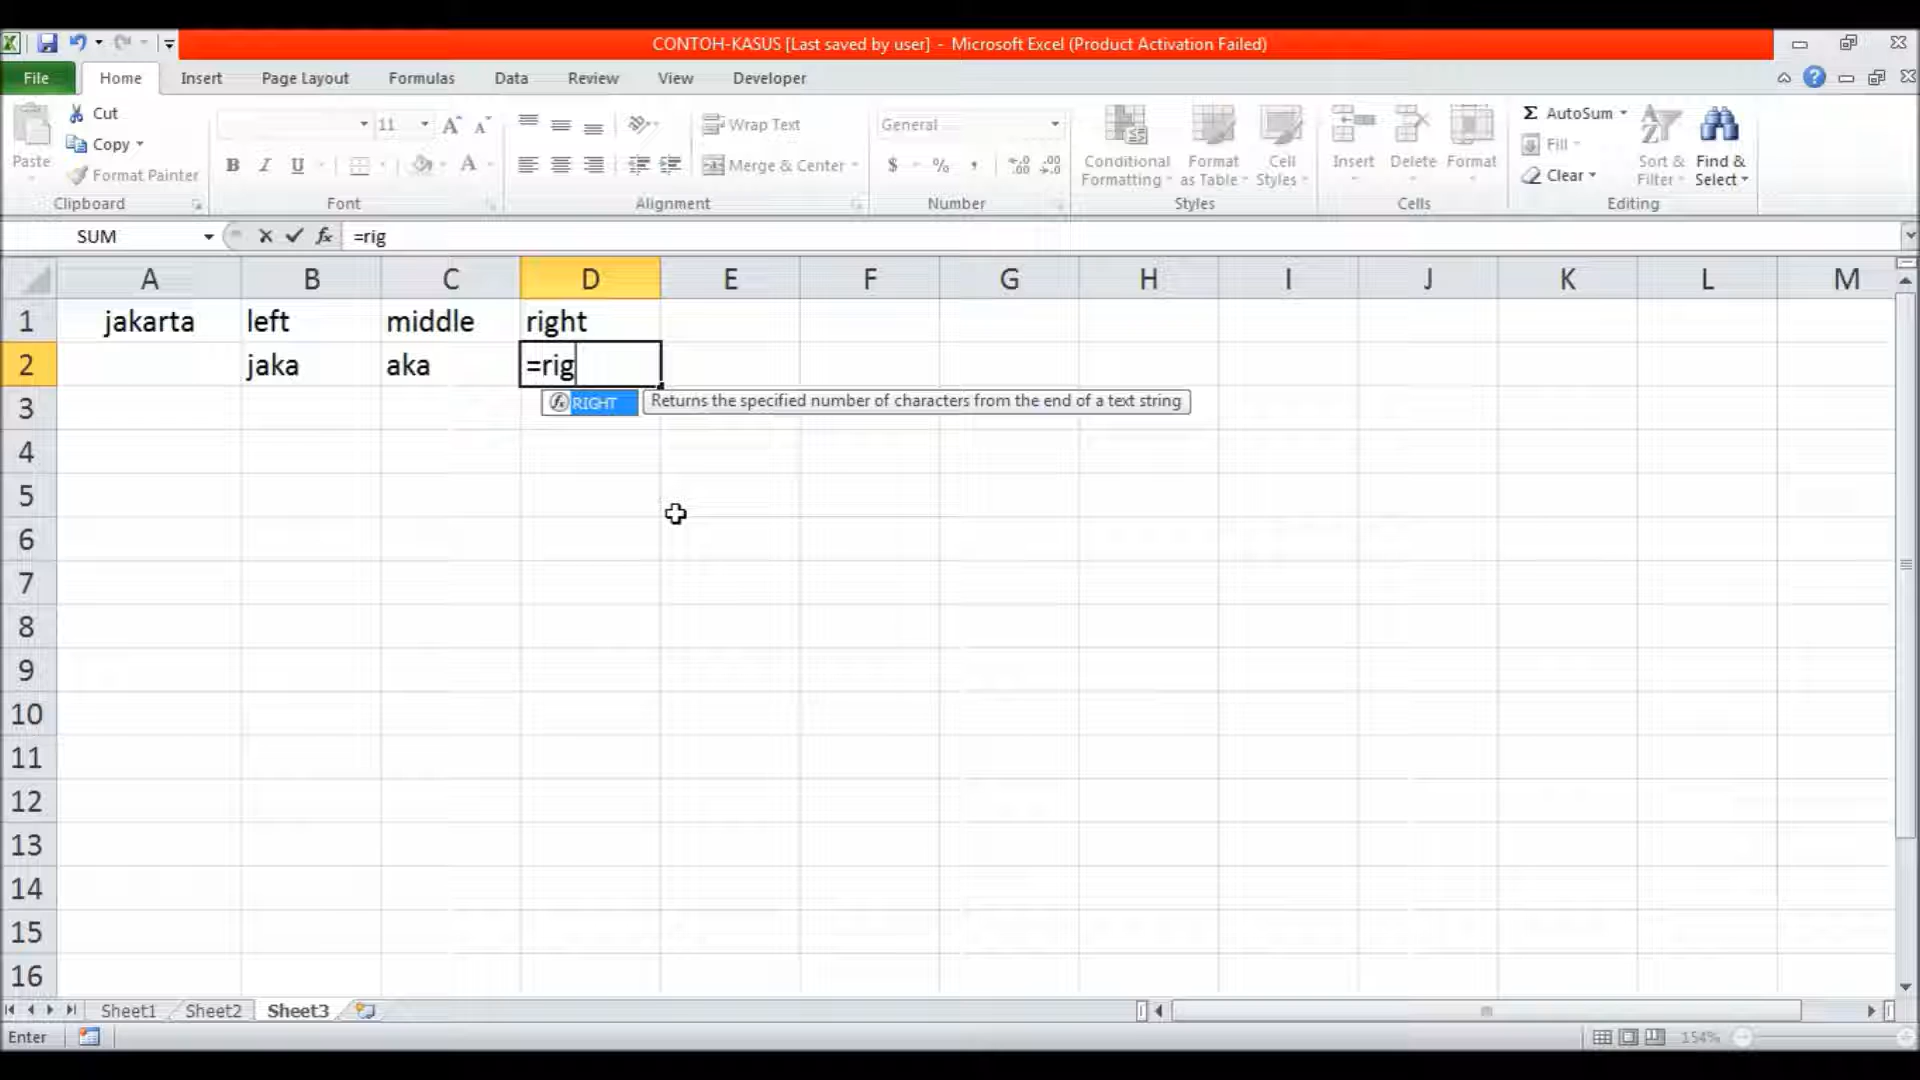 CONTOH-KASUS [Last saved by user] - Microsoft Excel (Product Activation Failed)
File Home Insert Page Layout Formulas Data Review View Developer
Paste
Cut
Copy
Format Painter
Clipboard
11
B I U A
Font
Wrap Text
Merge & Center
Alignment
General
$ % ,
Number
Conditional Formatting
Format as Table
Cell Styles
Styles
Insert Delete Format
Cells
Σ AutoSum
Fill
Clear
Sort & Filter
Find & Select
Editing
SUM fx =rig
A B C D E F G H I J K L M
1 jakarta left middle right
2 jaka aka =rig
3 RIGHT Returns the specified number of characters from the end of a text string
4
5
6
7
8
9
10
11
12
13
14
15
16
Sheet1 Sheet2 Sheet3
Enter 154%